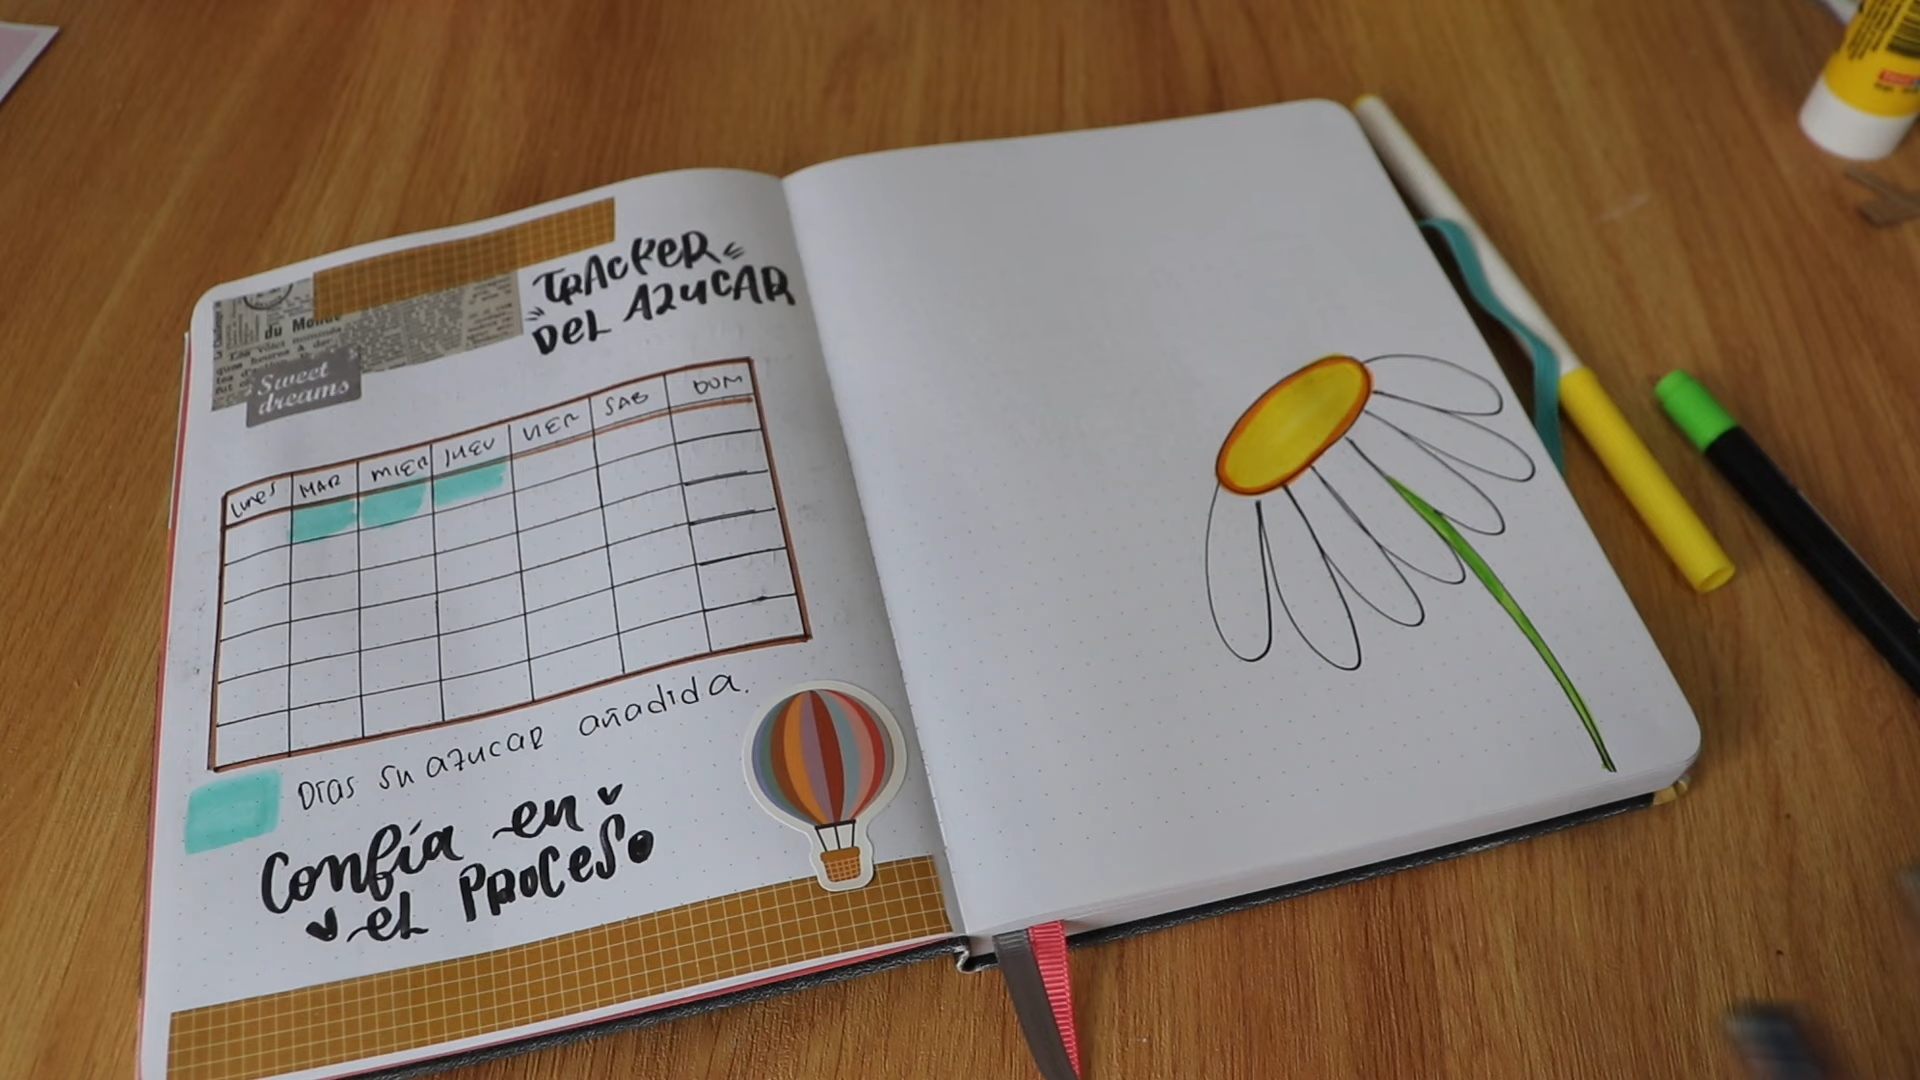 TRACKER
DEL AZUCAR
du Monde
Sweet
dreams
LUNES MAR MIER JUEV VIER SAB DOM
Días sin azucar añadida.
Confía en
el PROCESO